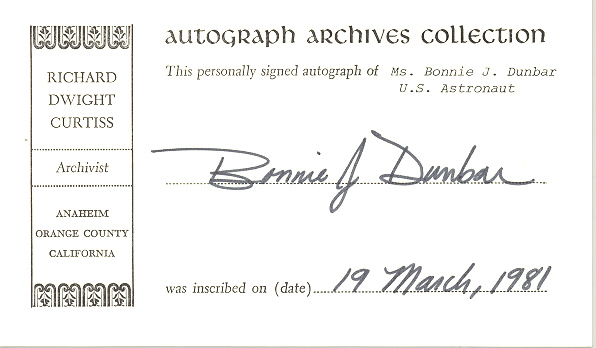 RICHARD
DWIGHT
CURTISS
Archivist
ANAHEIM
ORANGE COUNTY
CALIFORNIA
AUTOGRAPH ARCHIVES COLLECTION
This personally signed autograph of Ms. Bonnie J. Dunbar
U.S. Astronaut
Bonnie J Dunbar
was inscribed on (date) 19 March, 1981